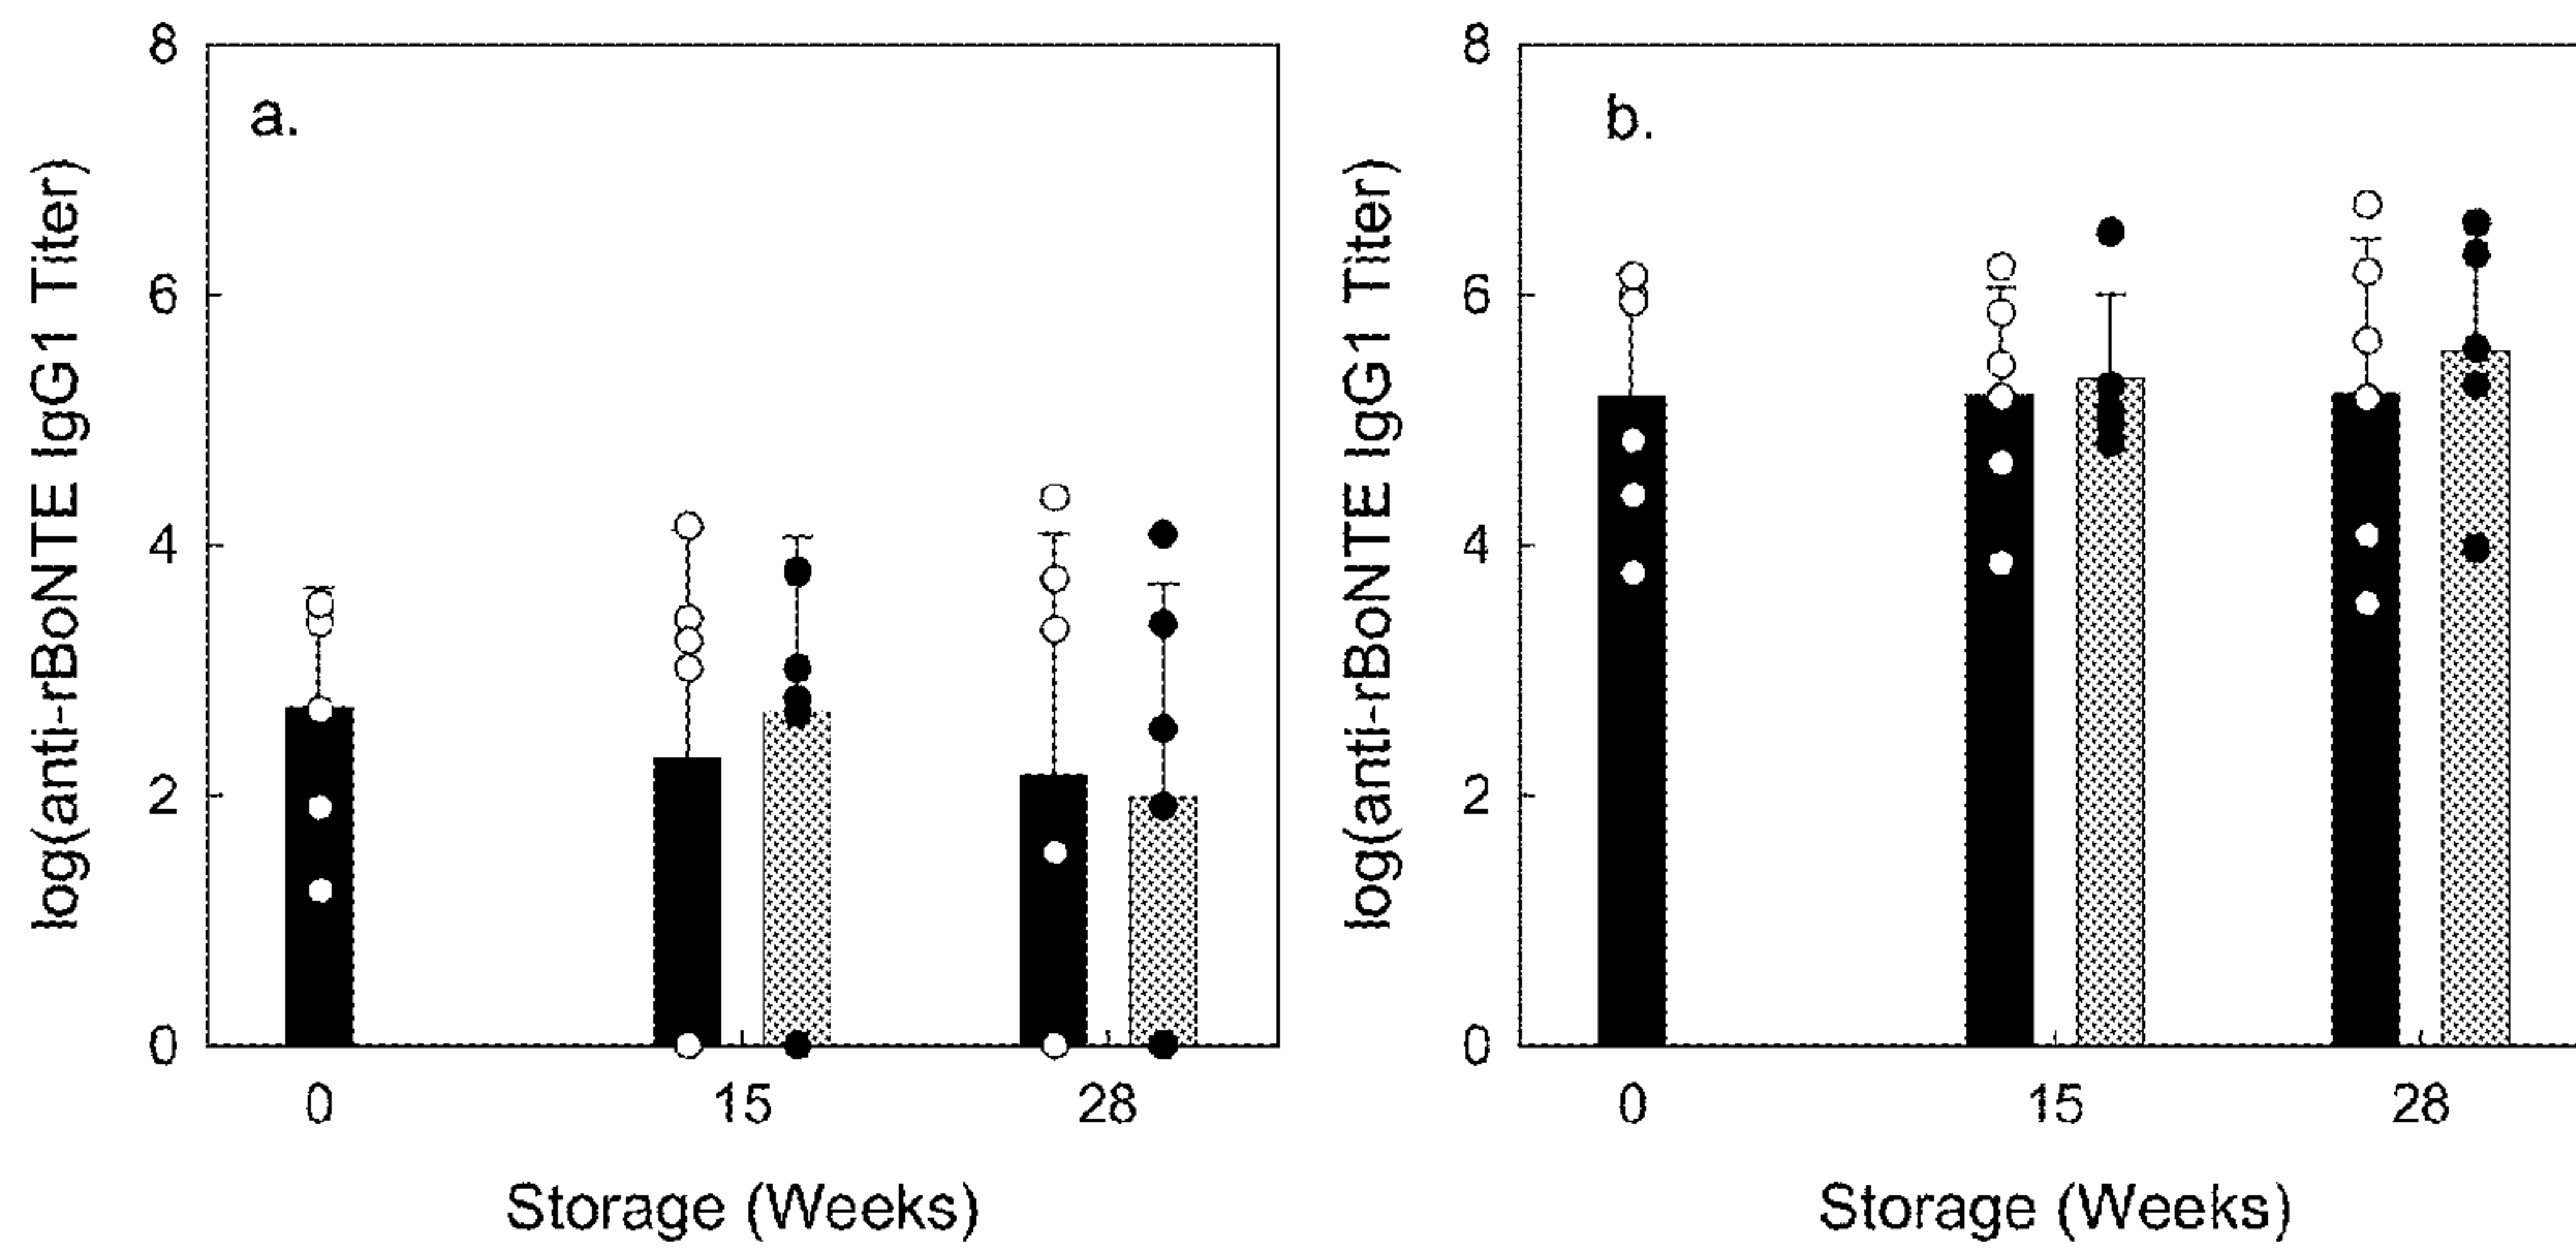 a.
log(anti-rBoNTE IgG1 Titer)
8
6
4
2
0
0 15 28
Storage (Weeks)
b.
log(anti-rBoNTE IgG1 Titer)
8
6
4
2
0
0 15 28
Storage (Weeks)